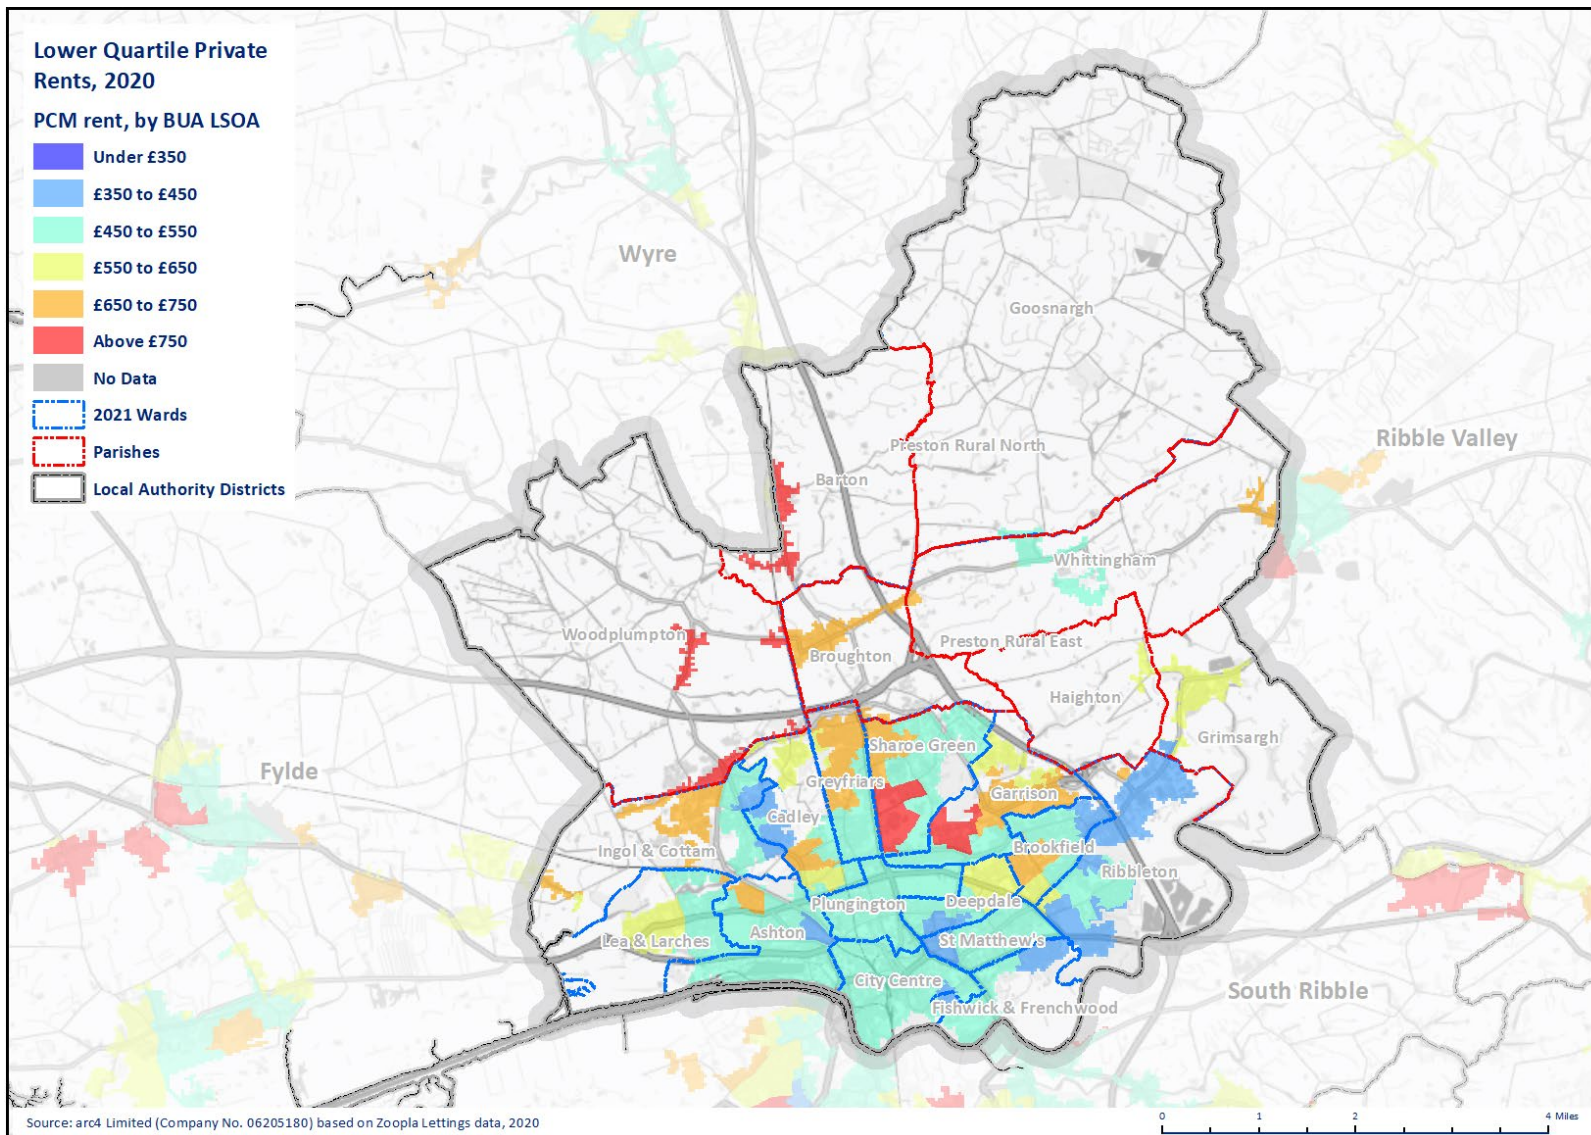 Lower Quartile Private
Rents, 2020
PCM rent, by BUA LSOA
Under £350
£350 to £450
£450 to £550
£550 to £650
£650 to £750
Above £750
No Data
2021 Wards
Parishes
Local Authority Districts
Wyre
Goosnargh
Ribble Valley
Preston Rural North
Barton
Whittingham
Woodplumpton
Preston Rural East
Broughton
Haighton
Grimsargh
Sharoe Green
Fylde
Greyfriars
Garrison
Cadley
Brookfield
Ingol & Cottam
Ribbleton
Plungington
Deepdale
Ashton
Lea & Larches
St Matthew's
City Centre
South Ribble
Fishwick & Frenchwood
Source: arc4 Limited (Company No. 06205180) based on Zoopla Lettings data, 2020
0 1 2 4 Miles